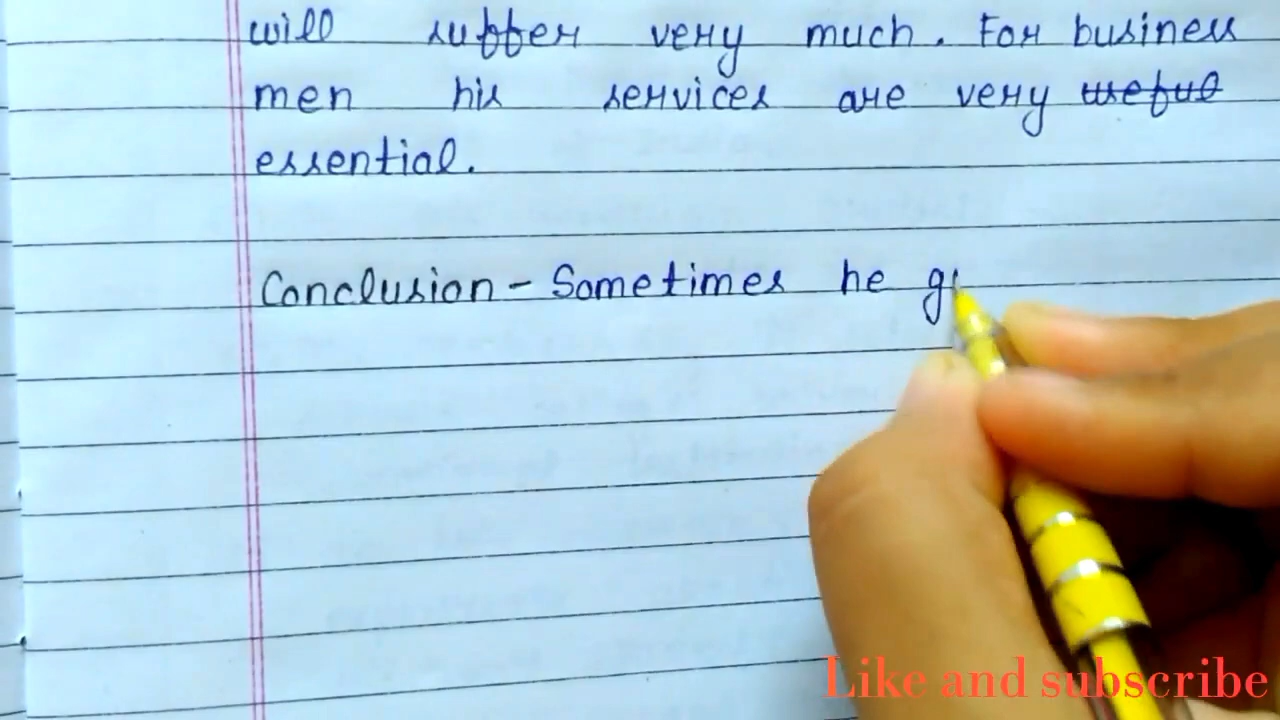 will suffer very much. For business
men his services are very useful
essential.
Conclusion - Sometimes he
Like and subscribe